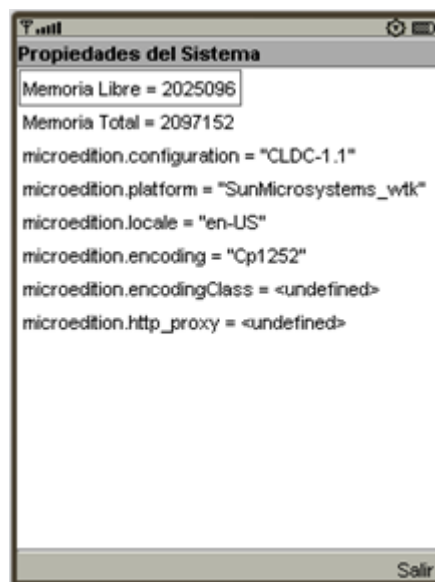 Propiedades del Sistema
Memoria Libre = 2025096
Memoria Total = 2097152
microedition.configuration = "CLDC-1.1"
microedition.platform = "SunMicrosystems_wtk"
microedition.locale = "en-US"
microedition.encoding = "Cp1252"
microedition.encodingClass = <undefined>
microedition.http_proxy = <undefined>
Salir